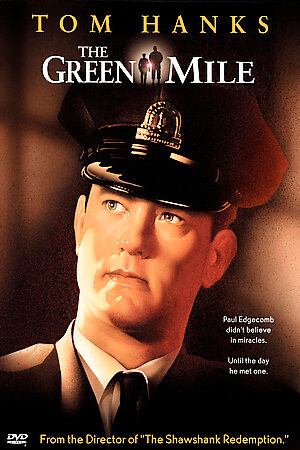 TOM HANKS
THE
GREEN MILE
Paul Edgecomb
didn't believe
in miracles.
Until the day
he met one.
DVD
From the Director of "The Shawshank Redemption."